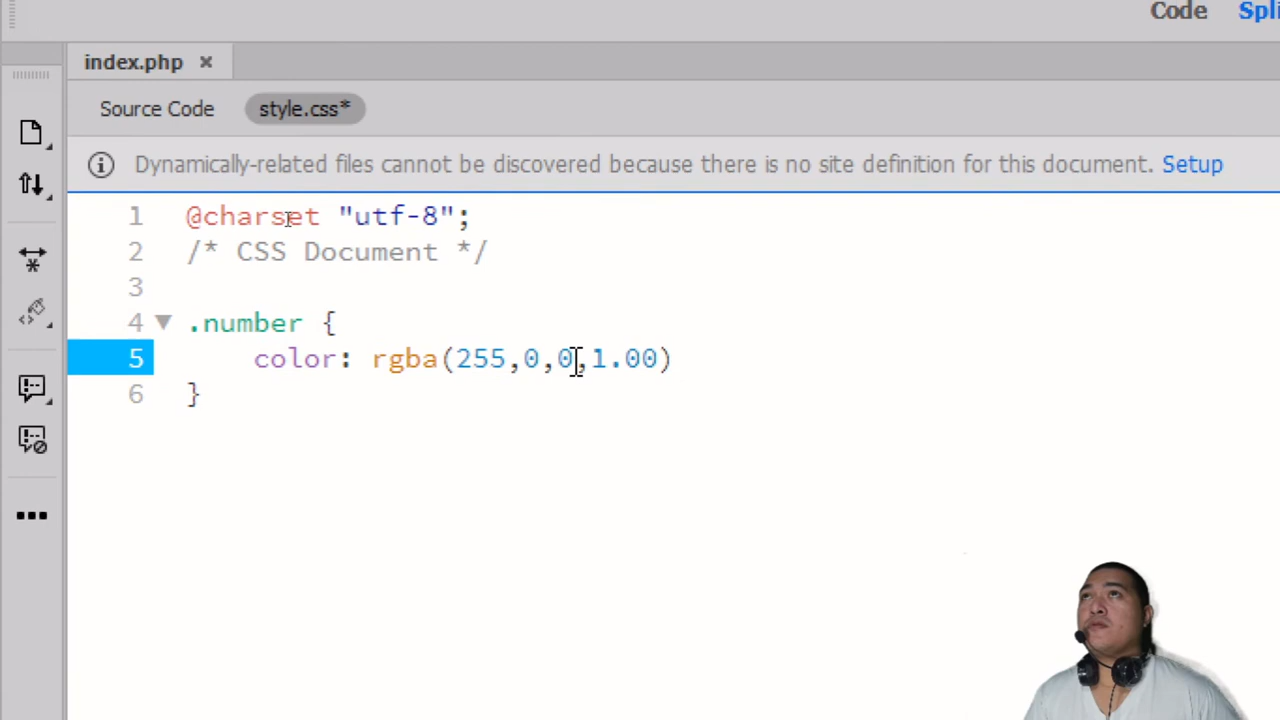 Code Spli
index.php ×
Source Code style.css*
Dynamically-related files cannot be discovered because there is no site definition for this document. Setup
1 @charset "utf-8";
2 /* CSS Document */
3
4 .number {
5 color: rgba(255,0,0,1.00)
6 }